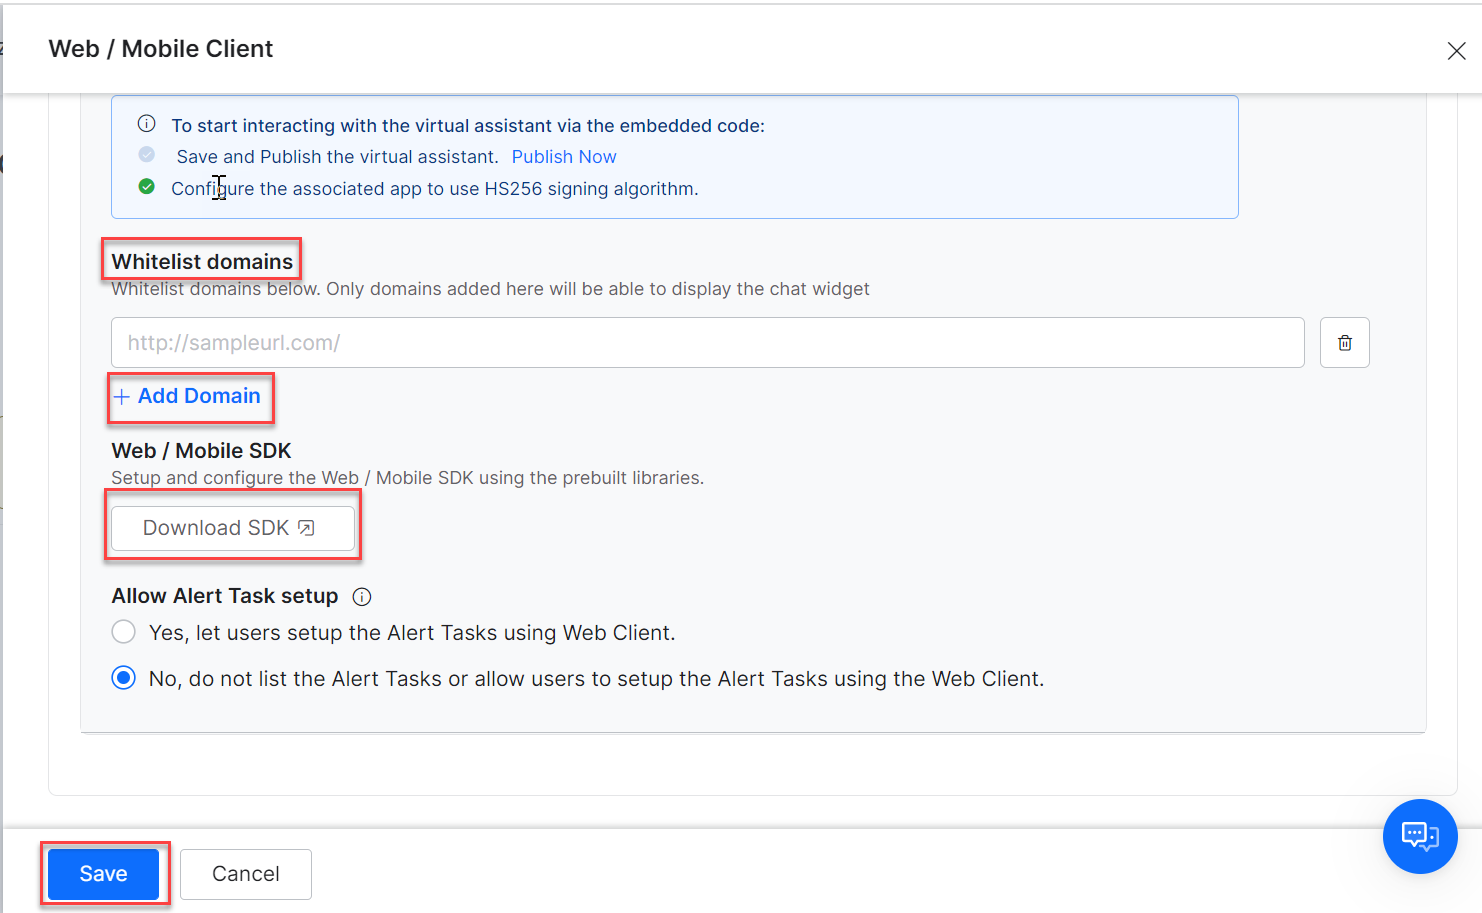 Web / Mobile Client
To start interacting with the virtual assistant via the embedded code:
Save and Publish the virtual assistant. Publish Now
Configure the associated app to use HS256 signing algorithm.
Whitelist domains
Whitelist domains below. Only domains added here will be able to display the chat widget
http://sampleurl.com/
+ Add Domain
Web / Mobile SDK
Setup and configure the Web / Mobile SDK using the prebuilt libraries.
Download SDK
Allow Alert Task setup
Yes, let users setup the Alert Tasks using Web Client.
No, do not list the Alert Tasks or allow users to setup the Alert Tasks using the Web Client.
Save Cancel